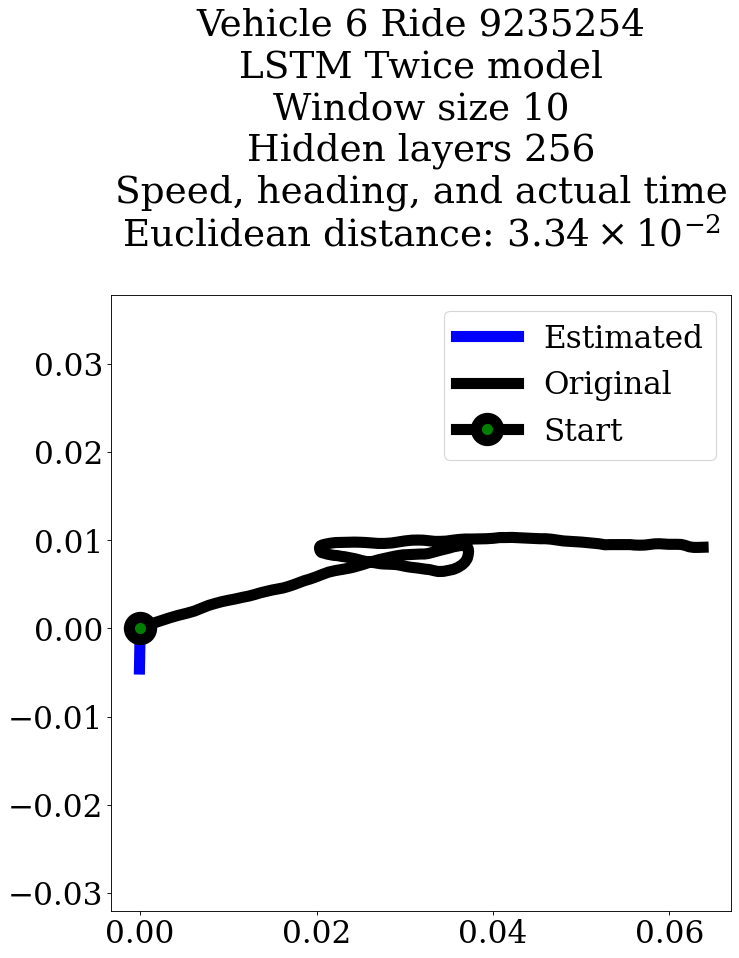 Vehicle 6 Ride 9235254
LSTM Twice model
Window size 10
Hidden layers 256
Speed, heading, and actual time
Euclidean distance: 3.34 × 10⁻²
Estimated
Original
Start
0.03
0.02
0.01
0.00
−0.01
−0.02
−0.03
0.00 0.02 0.04 0.06